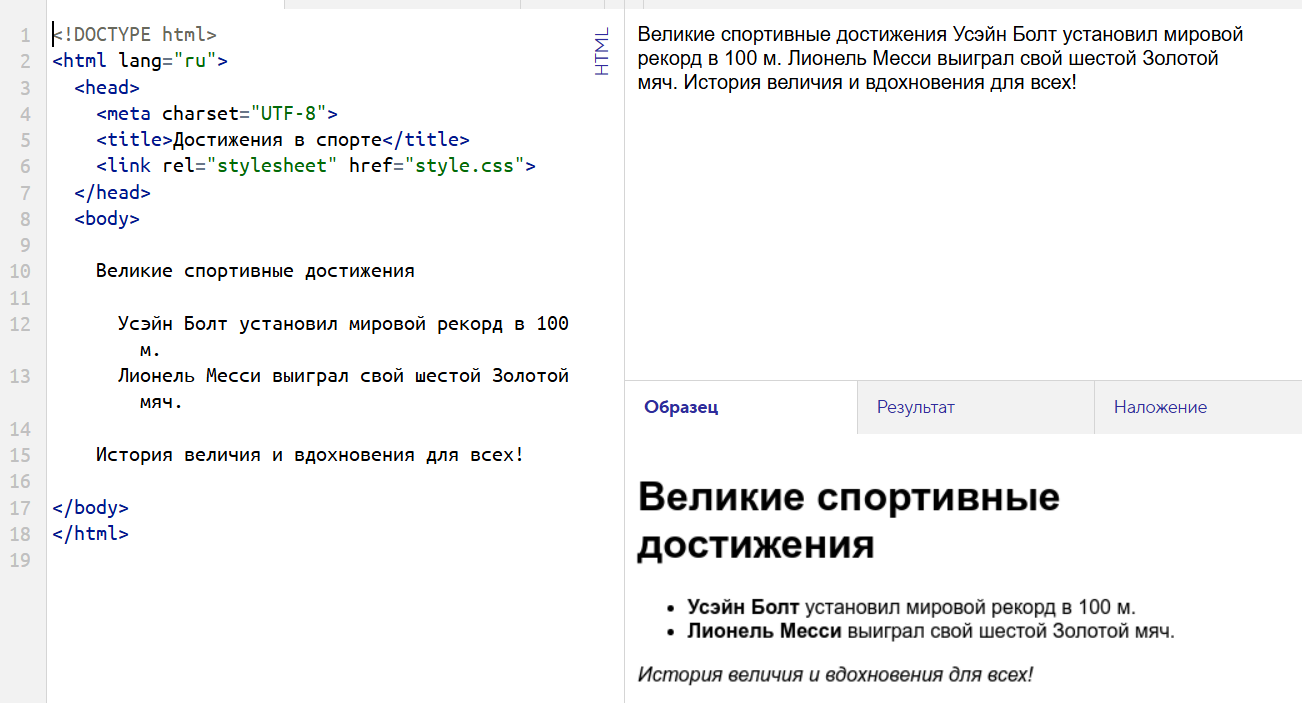 1 <!DOCTYPE html>
2 <html lang="ru">
3 <head>
4 <meta charset="UTF-8">
5 <title>Достижения в спорте</title>
6 <link rel="stylesheet" href="style.css">
7 </head>
8 <body>
9
10 Великие спортивные достижения
11
12 Усэйн Болт установил мировой рекорд в 100
м.
13 Лионель Месси выиграл свой шестой Золотой
мяч.
14
15 История величия и вдохновения для всех!
16
17 </body>
18 </html>
19
HTML
Великие спортивные достижения Усэйн Болт установил мировой
рекорд в 100 м. Лионель Месси выиграл свой шестой Золотой
мяч. История величия и вдохновения для всех!
Образец
Результат
Наложение
Великие спортивные
достижения
• Усэйн Болт установил мировой рекорд в 100 м.
• Лионель Месси выиграл свой шестой Золотой мяч.
История величия и вдохновения для всех!